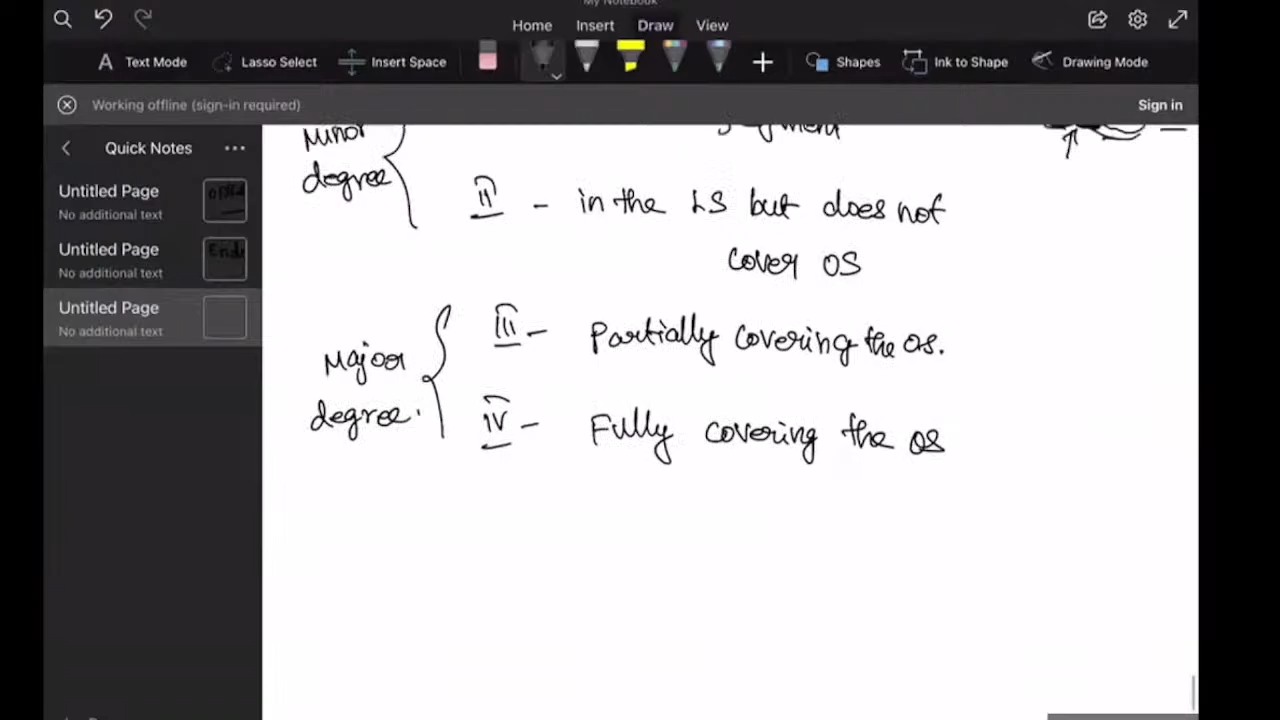 My Notebook
Home Insert Draw View
Text Mode Lasso Select Insert Space Shapes Ink to Shape Drawing Mode
Working offline (sign-in required) Sign in
Quick Notes
Untitled Page
No additional text
Untitled Page
No additional text
Untitled Page
No additional text
Minor segment
degree
II - in the LS but does not
cover OS
Major
degree.
III - Partially covering the os.
IV - Fully covering the os